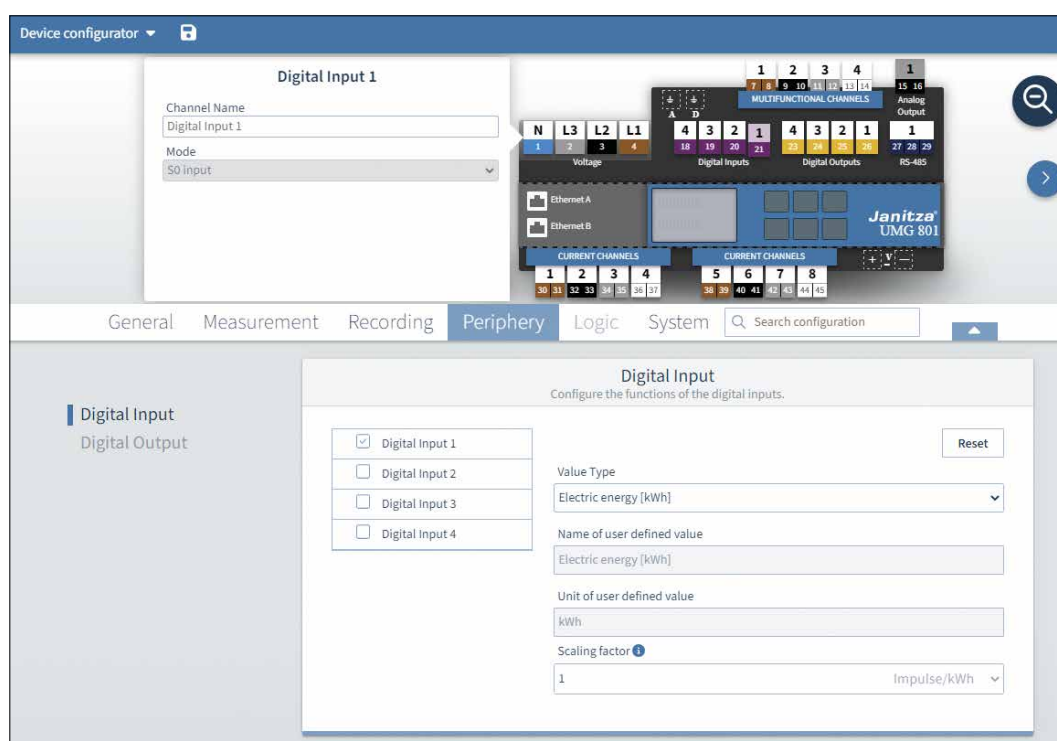 Device configurator
Digital Input 1
Channel Name
Digital Input 1
Mode
S0 input
1 2 3 4 1
7 8 9 10 11 12 13 14 15 16
MULTIFUNCTIONAL CHANNELS
Analog
Output
A D
N L3 L2 L1 4 3 2 1 4 3 2 1 1
1 2 3 4 18 19 20 21 23 24 25 26 27 28 29
Voltage Digital Inputs Digital Outputs RS-485
Ethernet A
Ethernet B
Janitza®
UMG 801
CURRENT CHANNELS CURRENT CHANNELS
+ V —
1 2 3 4 5 6 7 8
30 31 32 33 34 35 36 37 38 39 40 41 42 43 44 45
General Measurement Recording Periphery Logic System Search configuration
Digital Input
Configure the functions of the digital inputs.
Digital Input
Digital Output
Digital Input 1
Digital Input 2
Digital Input 3
Digital Input 4
Reset
Value Type
Electric energy [kWh]
Name of user defined value
Electric energy [kWh]
Unit of user defined value
kWh
Scaling factor
1 Impulse/kWh